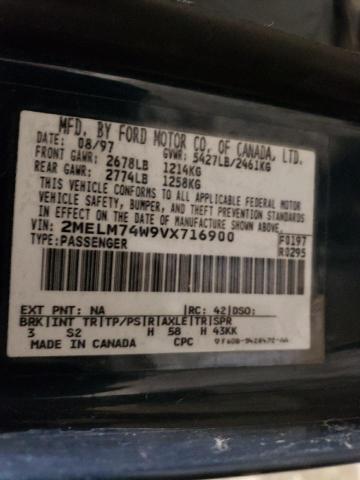 MFD. BY FORD MOTOR CO. OF CANADA, LTD.
DATE: 08/97 GVWR: 5427LB/2461KG
FRONT GAWR: 2678LB 1214KG
REAR GAWR: 2774LB 1258KG
THIS VEHICLE CONFORMS TO ALL APPLICABLE FEDERAL MOTOR
VEHICLE SAFETY, BUMPER, AND THEFT PREVENTION STANDARDS
IN EFFECT ON THE DATE OF MANUFACTURE SHOWN ABOVE.
VIN: 2MELM74W9VX716900 F0197
TYPE: PASSENGER R0295
EXT PNT: NA RC: 42 DSO:
BRK INT TR TP/PS R AXLE TR SPR
3 S2 H 58 H 43KK
MADE IN CANADA CPC